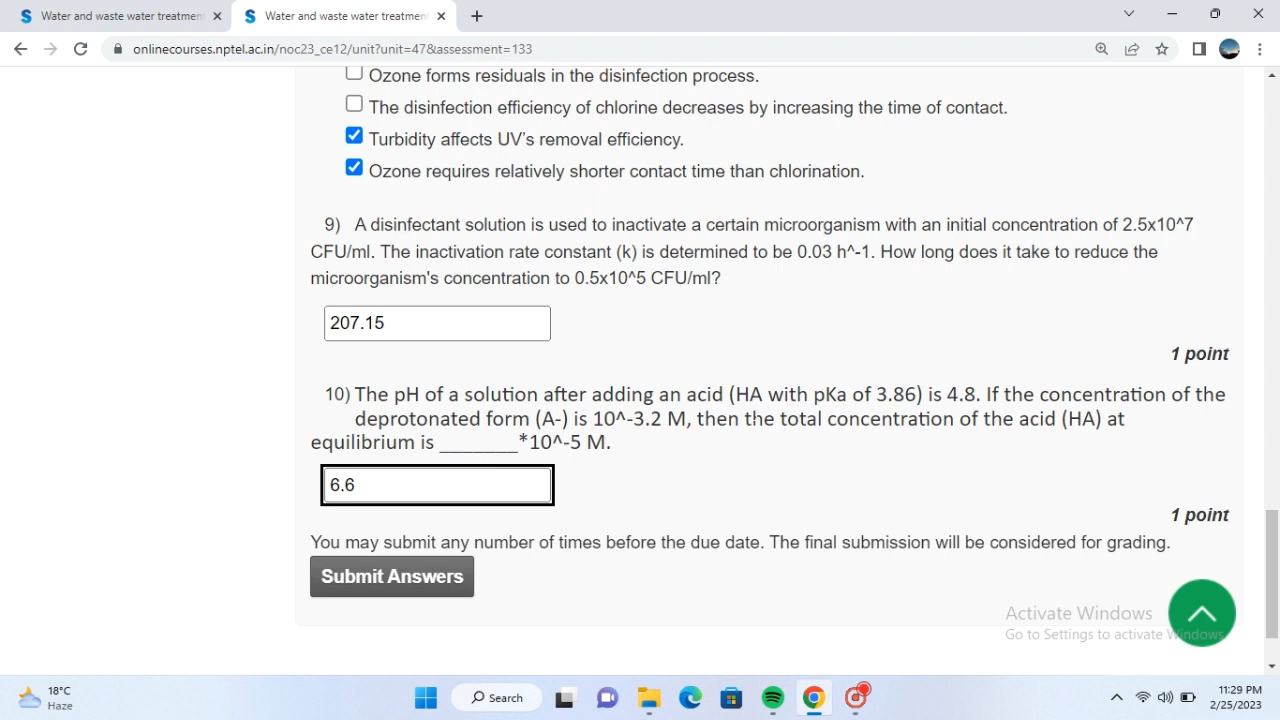 Water and waste water treatment
Water and waste water treatment
onlinecourses.nptel.ac.in/noc23_ce12/unit?unit=47&assessment=133
Ozone forms residuals in the disinfection process.
The disinfection efficiency of chlorine decreases by increasing the time of contact.
Turbidity affects UV’s removal efficiency.
Ozone requires relatively shorter contact time than chlorination.
9) A disinfectant solution is used to inactivate a certain microorganism with an initial concentration of 2.5x10^7
CFU/ml. The inactivation rate constant (k) is determined to be 0.03 h^-1. How long does it take to reduce the
microorganism's concentration to 0.5x10^5 CFU/ml?
207.15
1 point
10) The pH of a solution after adding an acid (HA with pKa of 3.86) is 4.8. If the concentration of the
deprotonated form (A-) is 10^-3.2 M, then the total concentration of the acid (HA) at
equilibrium is _______*10^-5 M.
6.6
1 point
You may submit any number of times before the due date. The final submission will be considered for grading.
Submit Answers
Activate Windows
Go to Settings to activate Windows.
18°C
Haze
Search
11:29 PM
2/25/2023